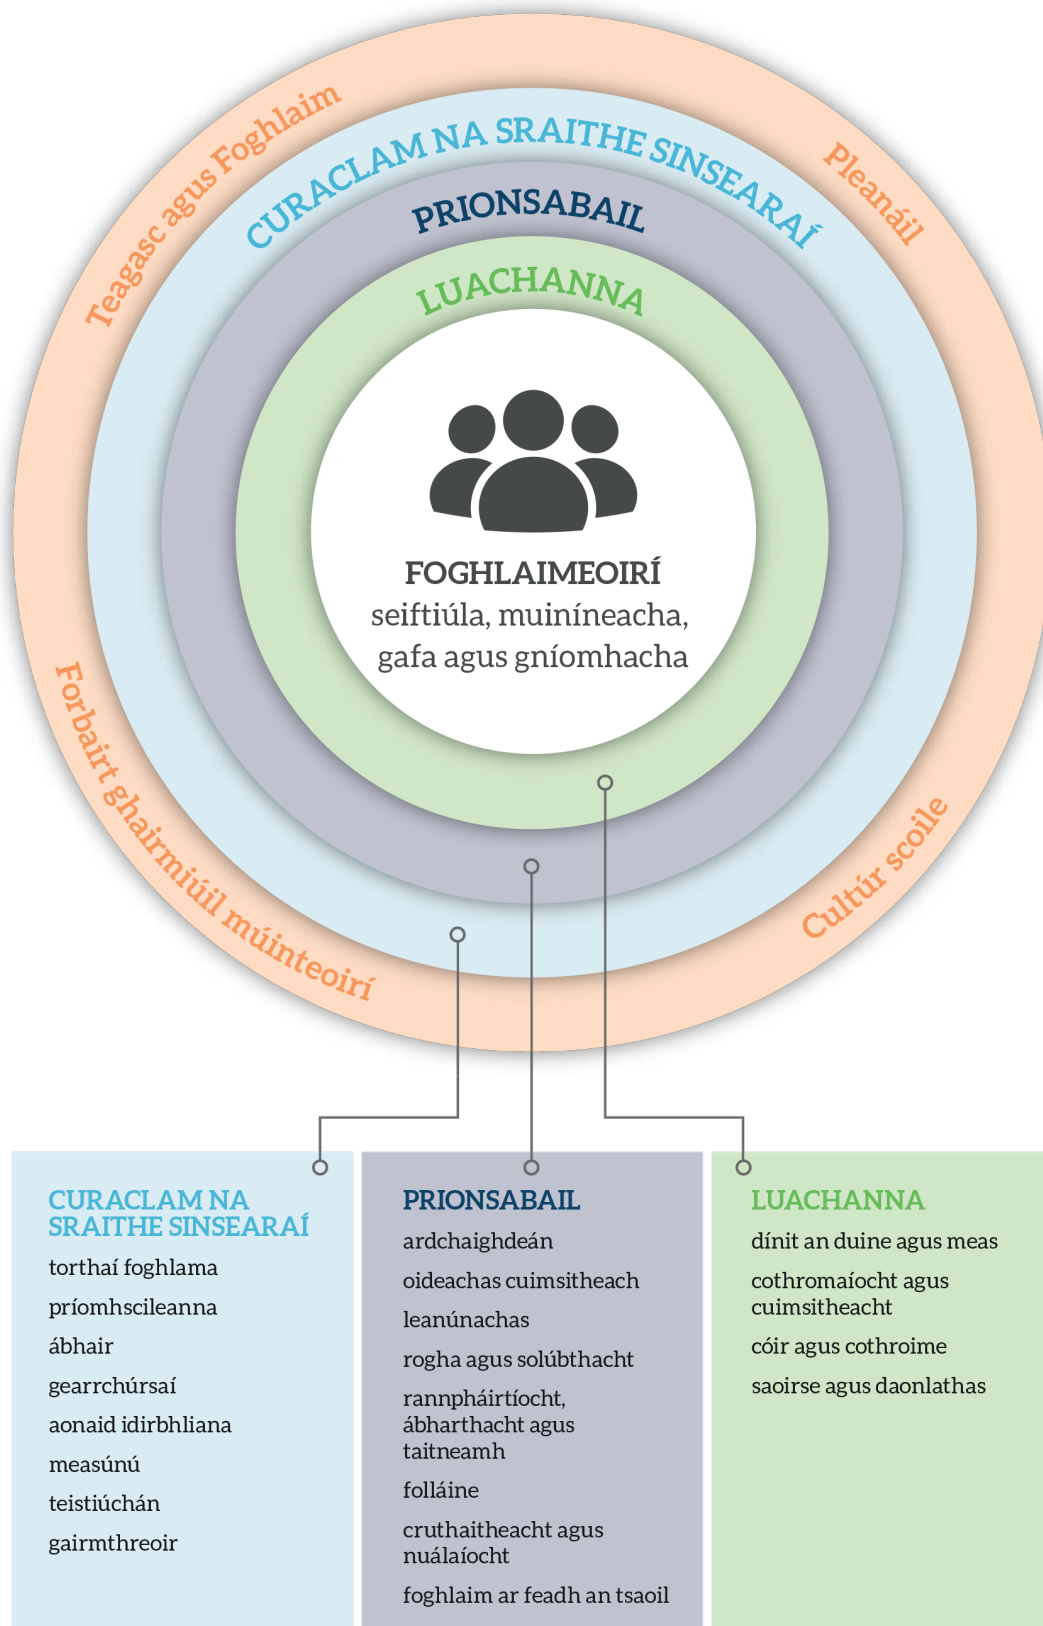 Teagasc agus Foghlaim
Pleanáil
CURACLAM NA SRAITHE SINSEARAÍ
PRIONSABAIL
LUACHANNA
FOGHLAIMEOIRÍ
seiftiúla, muiníneacha,
gafa agus gníomhacha
Forbairt ghairmiúil múinteoirí
Cultúr scoile
CURACLAM NA
SRAITHE SINSEARAÍ
torthaí foghlama
príomhscileanna
ábhair
gearrchúrsaí
aonaid idirbhliana
measúnú
teistiúchán
gairmthreoir
PRIONSABAIL
ardchaighdeán
oideachas cuimsitheach
leanúnachas
rogha agus solúbthacht
rannpháirtíocht,
ábharthacht agus
taitneamh
folláine
cruthaitheacht agus
nuálaíocht
foghlaim ar feadh an tsaoil
LUACHANNA
dínit an duine agus meas
cothromaíocht agus
cuimsitheacht
cóir agus cothroime
saoirse agus daonlathas